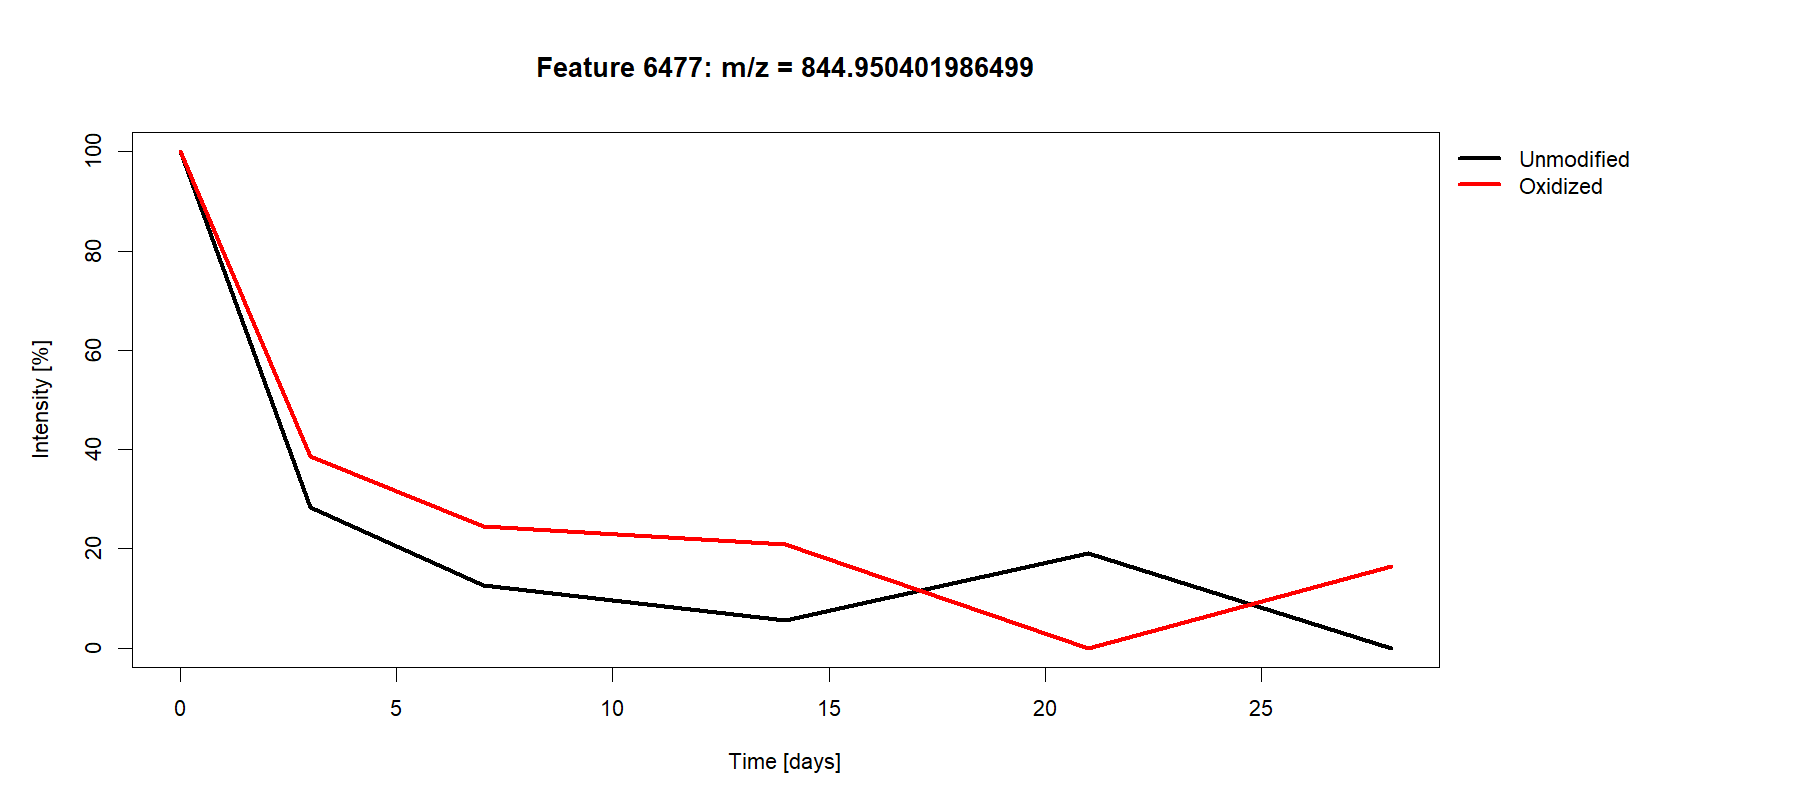 Feature 6477: m/z = 844.950401986499
Unmodified
Oxidized
Intensity [%]
100
80
60
40
20
0
0 5 10 15 20 25
Time [days]